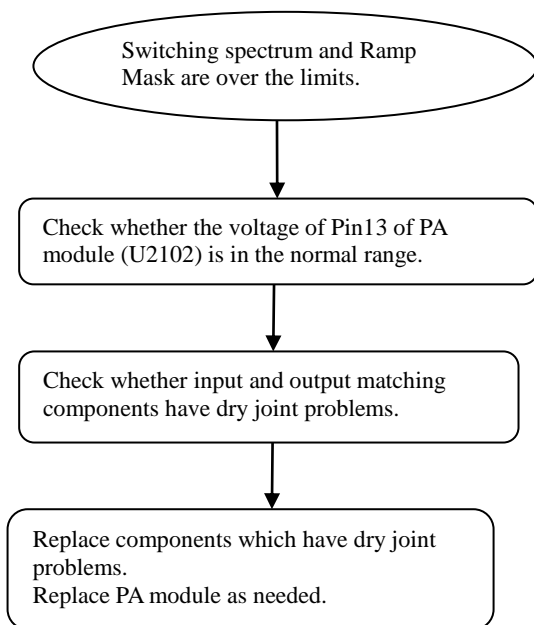 Switching spectrum and Ramp
Mask are over the limits.
Check whether the voltage of Pin13 of PA
module (U2102) is in the normal range.
Check whether input and output matching
components have dry joint problems.
Replace components which have dry joint
problems.
Replace PA module as needed.